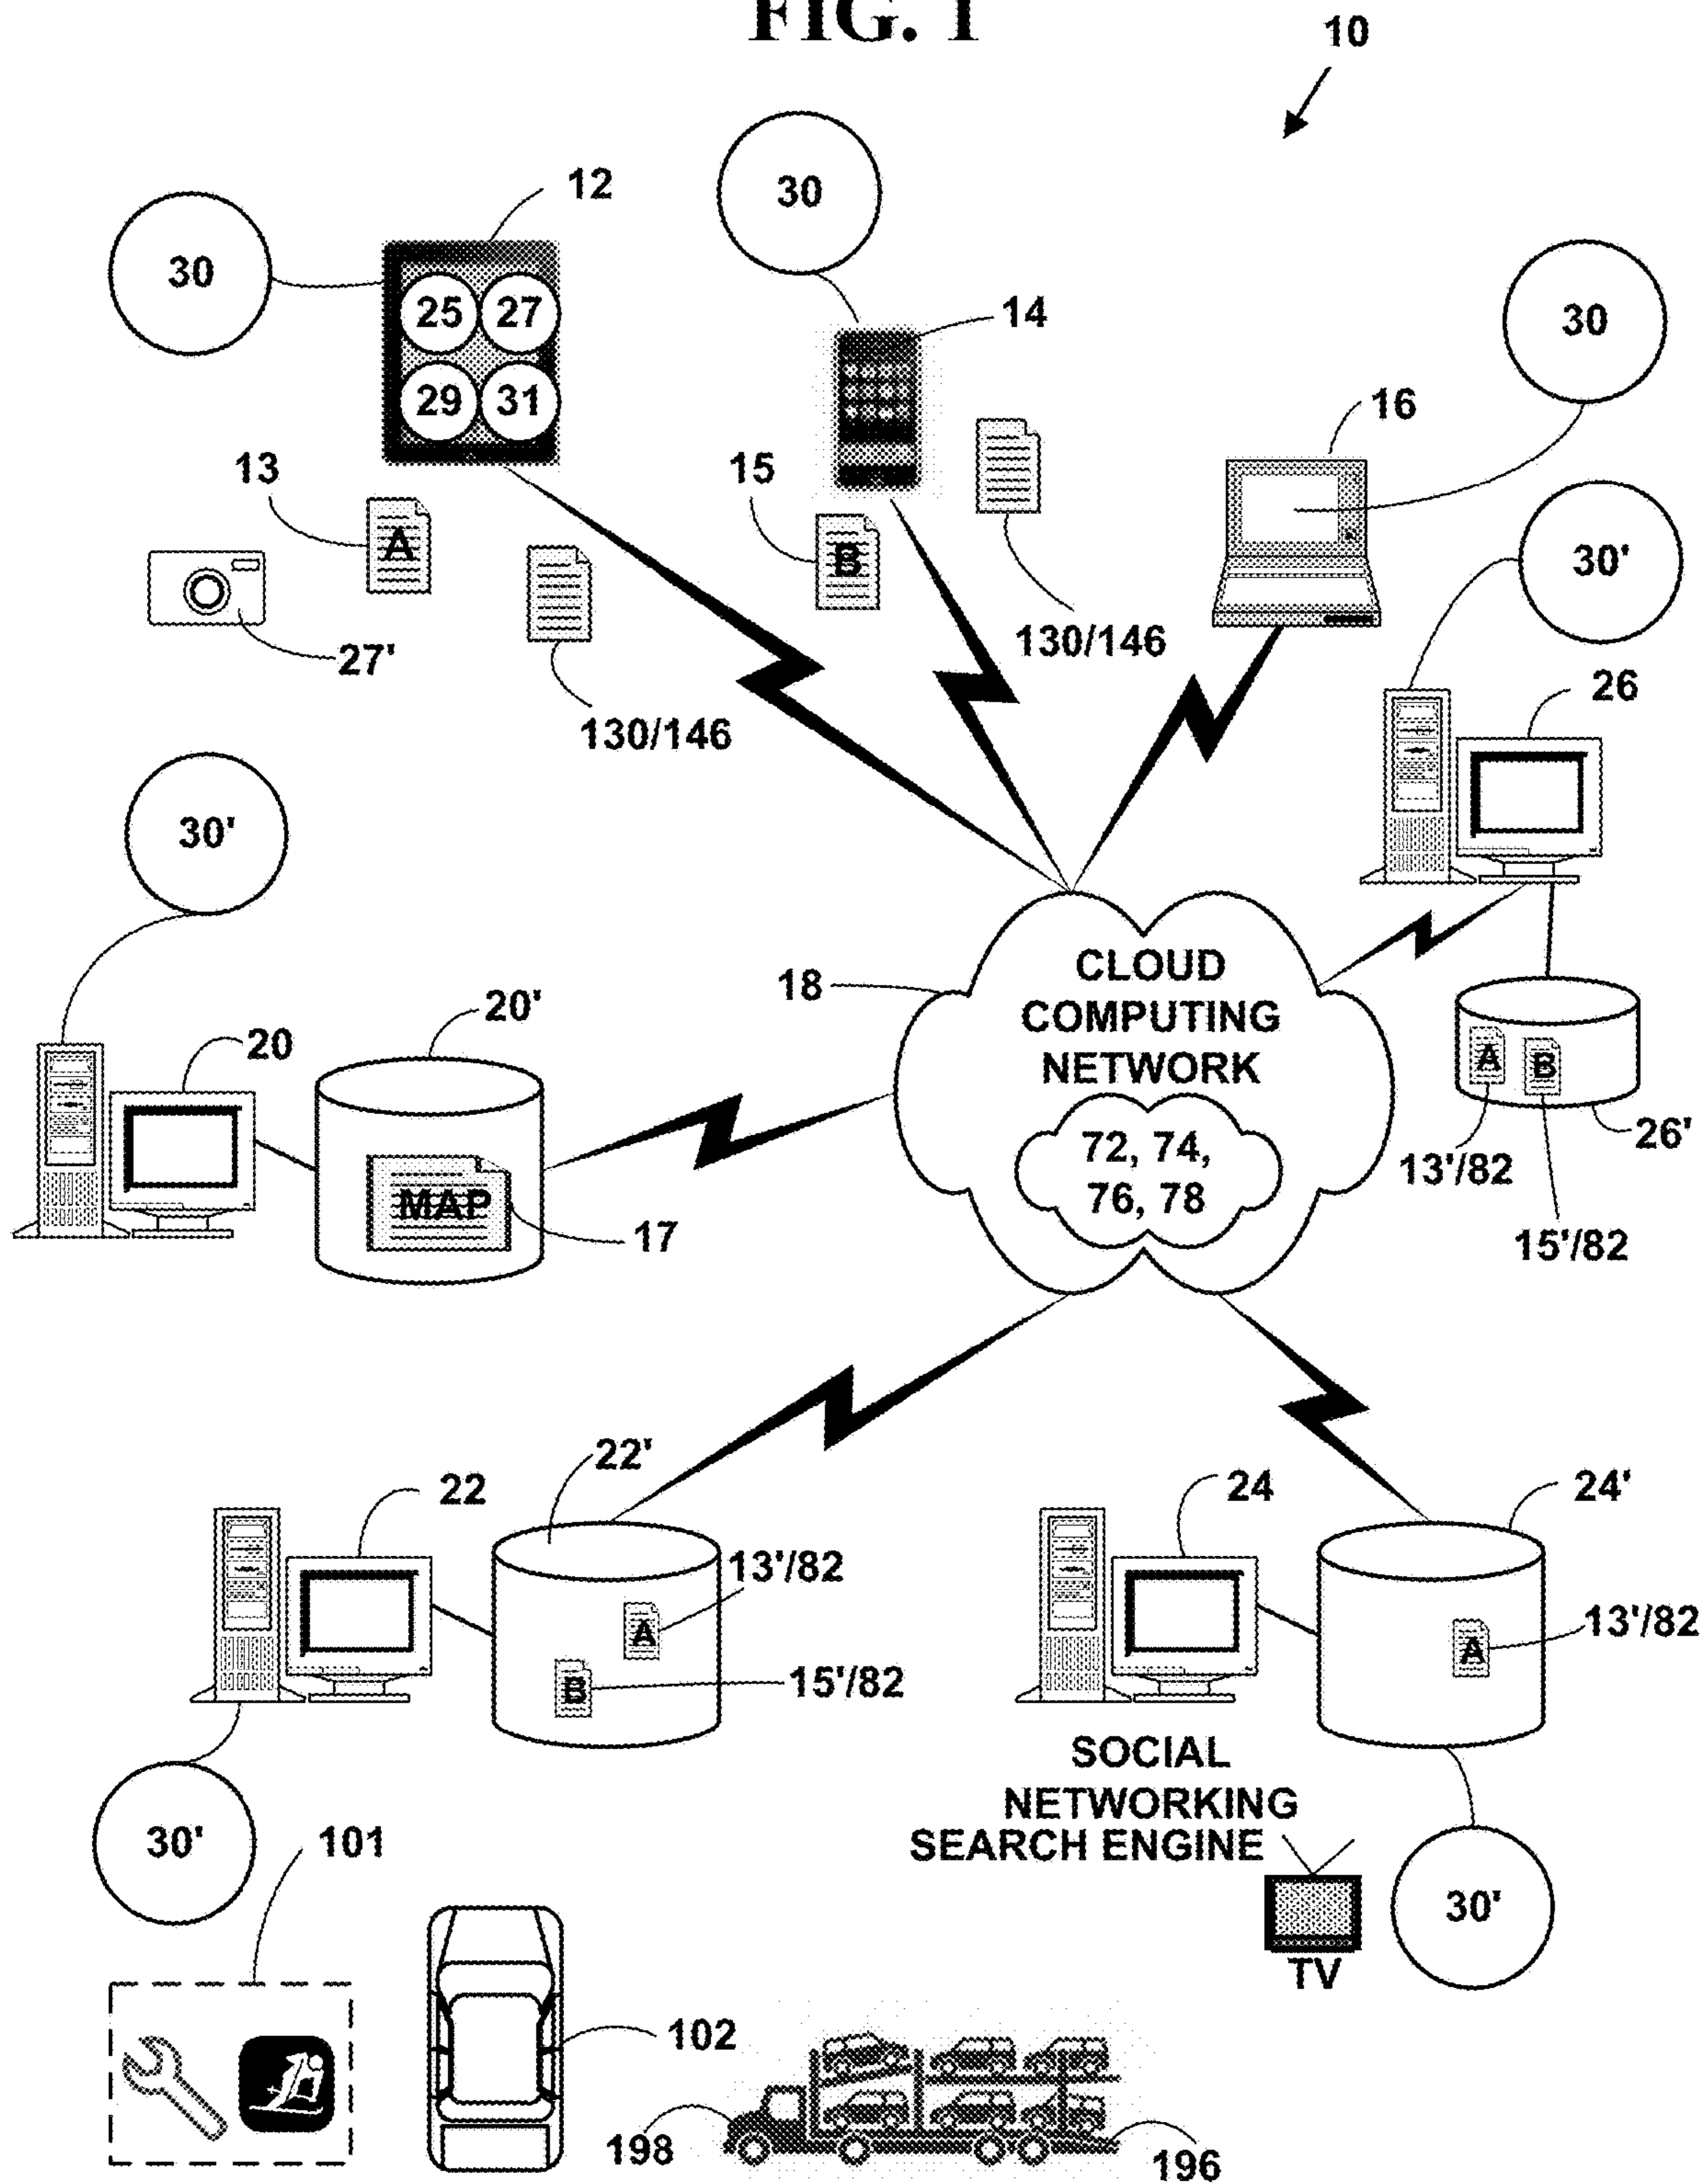 FIG. 1
10
30
12
30
25 27
29 31
14
30
16
13
A
15
B
27'
130/146
130/146
30'
26
30'
20
20'
MAP
17
18
CLOUD
COMPUTING
NETWORK
72, 74,
76, 78
A
B
26'
13'/82
15'/82
22
22'
13'/82
A
B
15'/82
24
24'
A
13'/82
SOCIAL
NETWORKING
SEARCH ENGINE
30'
101
30'
TV
102
198
196